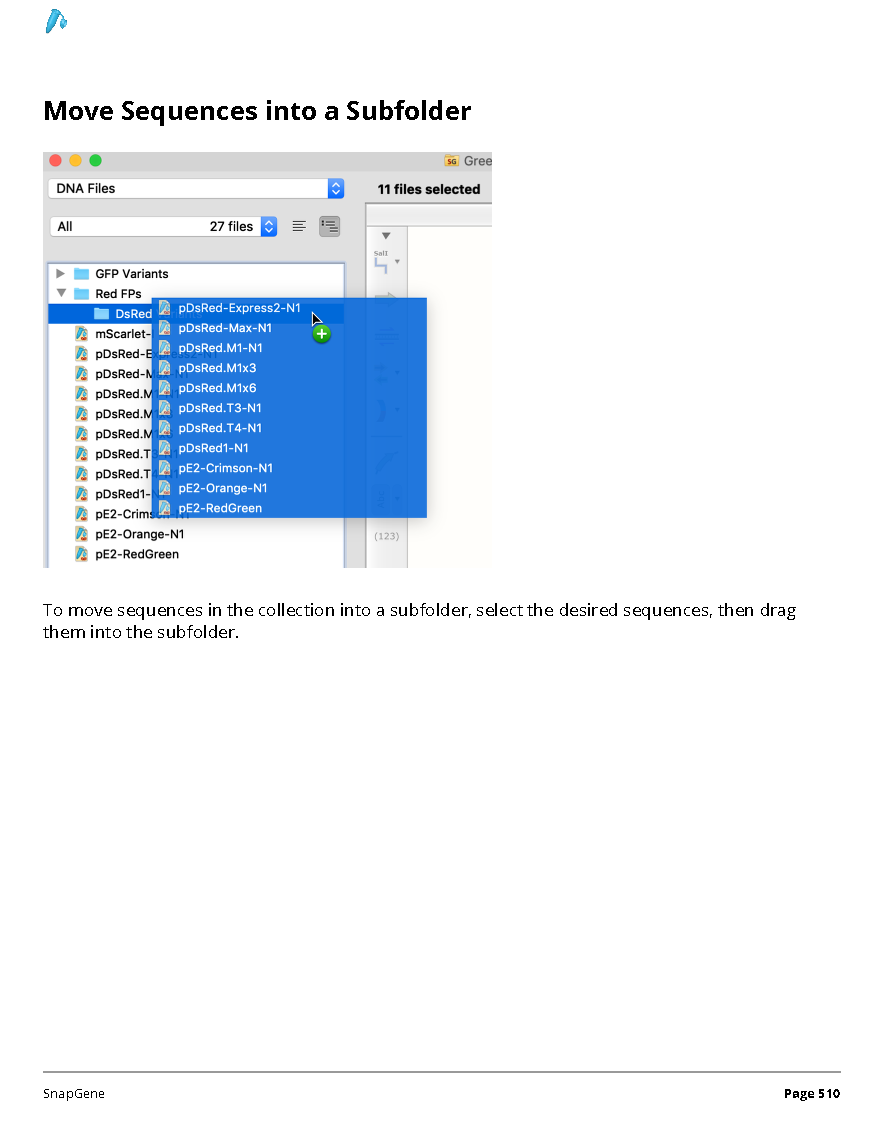 Move Sequences into a Subfolder
SG Gree
DNA Files
11 files selected
All 27 files
SalI
GFP Variants
Red FPs
DsRed
pDsRed-Express2-N1
mScarlet-
pDsRed-Max-N1
pDsRed-E
pDsRed.M1-N1
pDsRed-M
pDsRed.M1x3
pDsRed.M
pDsRed.M1x6
pDsRed.M
pDsRed.T3-N1
pDsRed.M
pDsRed.T4-N1
pDsRed.T
pDsRed1-N1
pDsRed.T
pE2-Crimson-N1
pDsRed1-
pE2-Orange-N1
pE2-Crims
pE2-RedGreen
pE2-Orange-N1
(123)
pE2-RedGreen
To move sequences in the collection into a subfolder, select the desired sequences, then drag
them into the subfolder.
SnapGene
Page 510